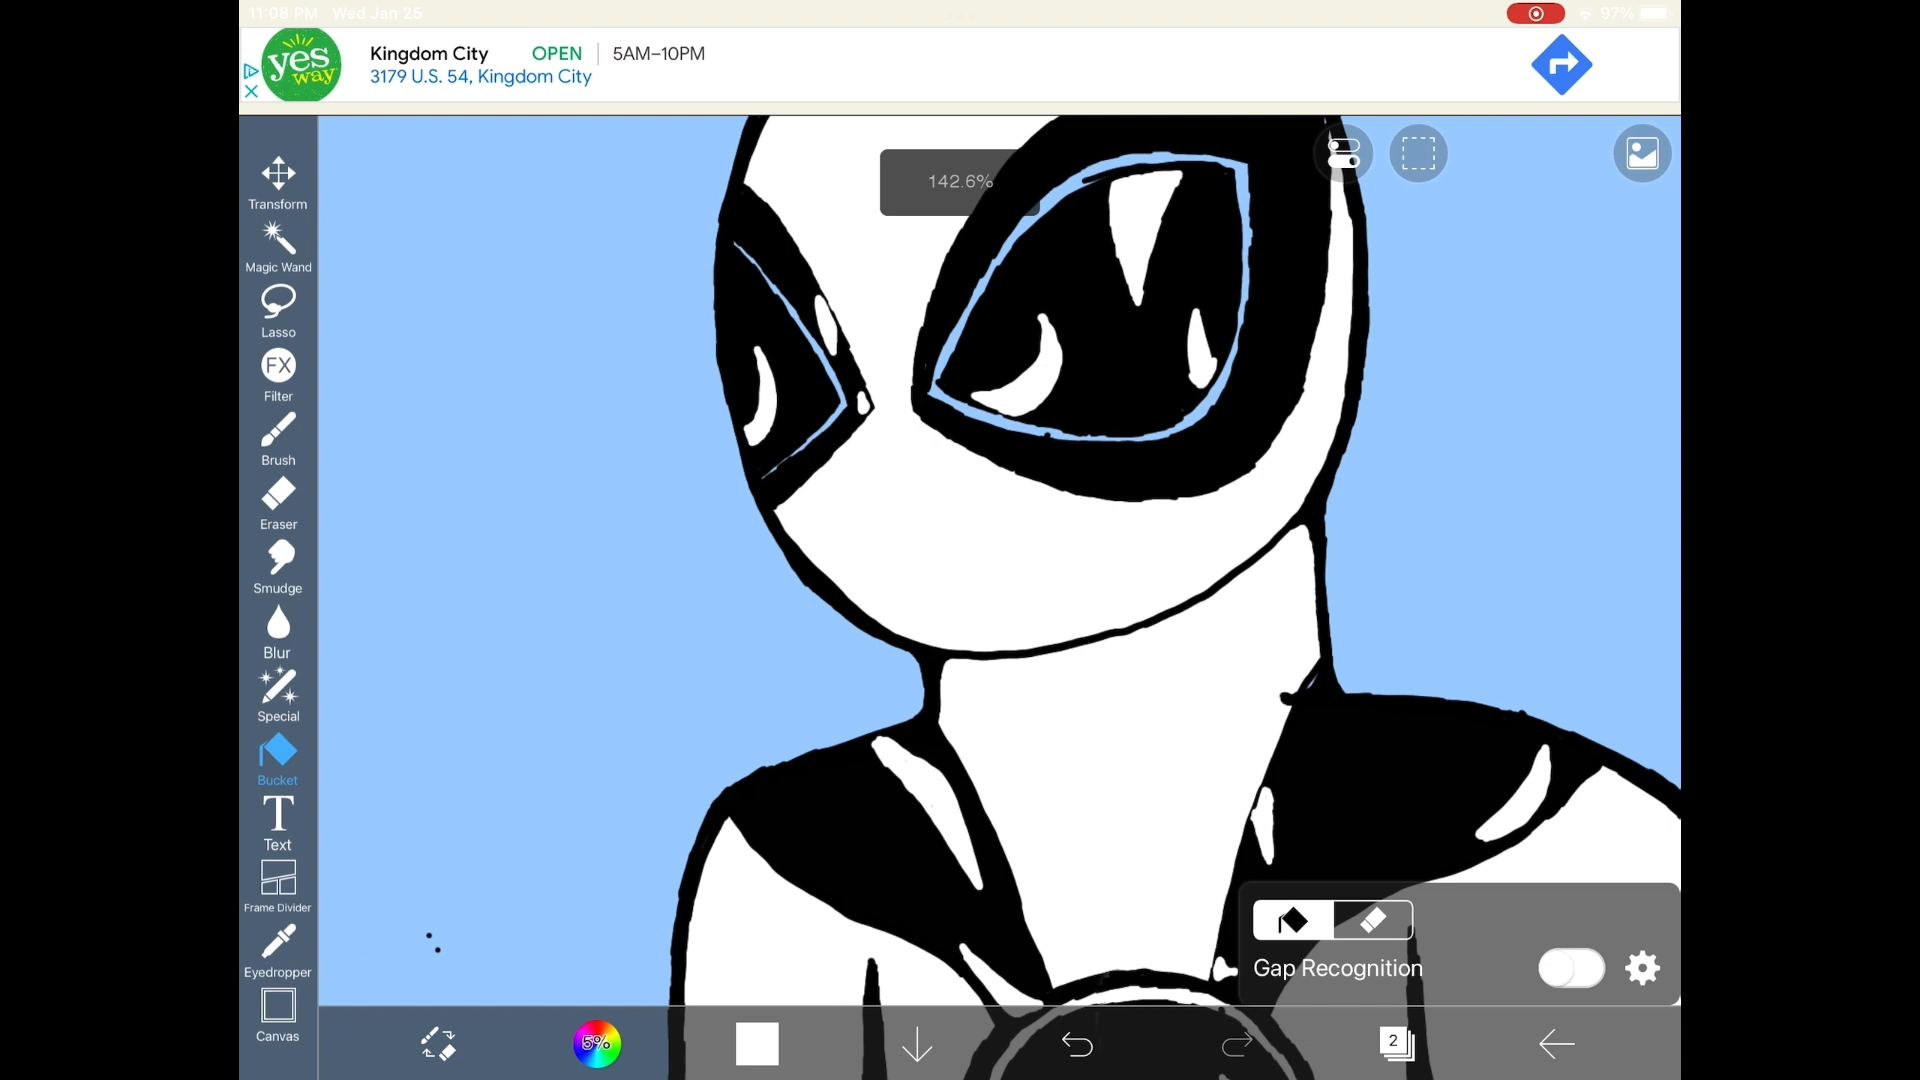 11:08 PM Wed Jan 25
97%
yes
way
Kingdom City OPEN 5AM–10PM
3179 U.S. 54, Kingdom City
142.6%
Transform
Magic Wand
Lasso
FX
Filter
Brush
Eraser
Smudge
Blur
Special
Bucket
T
Text
Frame Divider
Eyedropper
Canvas
Gap Recognition
5%
2